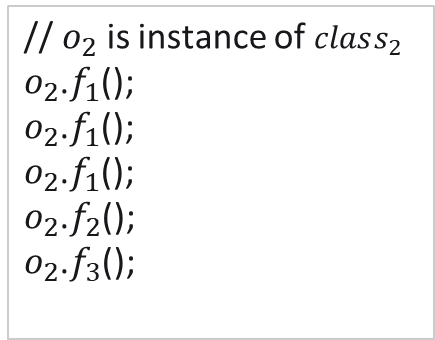 // o₂ is instance of class₂
o₂.f₁();
o₂.f₁();
o₂.f₁();
o₂.f₂();
o₂.f₃();